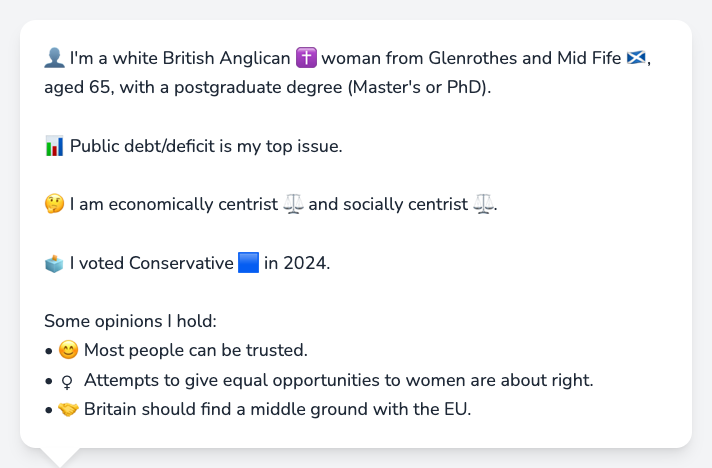 👤 I'm a white British Anglican ✝️ woman from Glenrothes and Mid Fife 🏴󠁧󠁢󠁳󠁣󠁴󠁿,
aged 65, with a postgraduate degree (Master's or PhD).
📊 Public debt/deficit is my top issue.
🤔 I am economically centrist ⚖️ and socially centrist ⚖️.
🗳️ I voted Conservative 🟦 in 2024.
Some opinions I hold:
• 😊 Most people can be trusted.
• ♀ Attempts to give equal opportunities to women are about right.
• 🤝 Britain should find a middle ground with the EU.